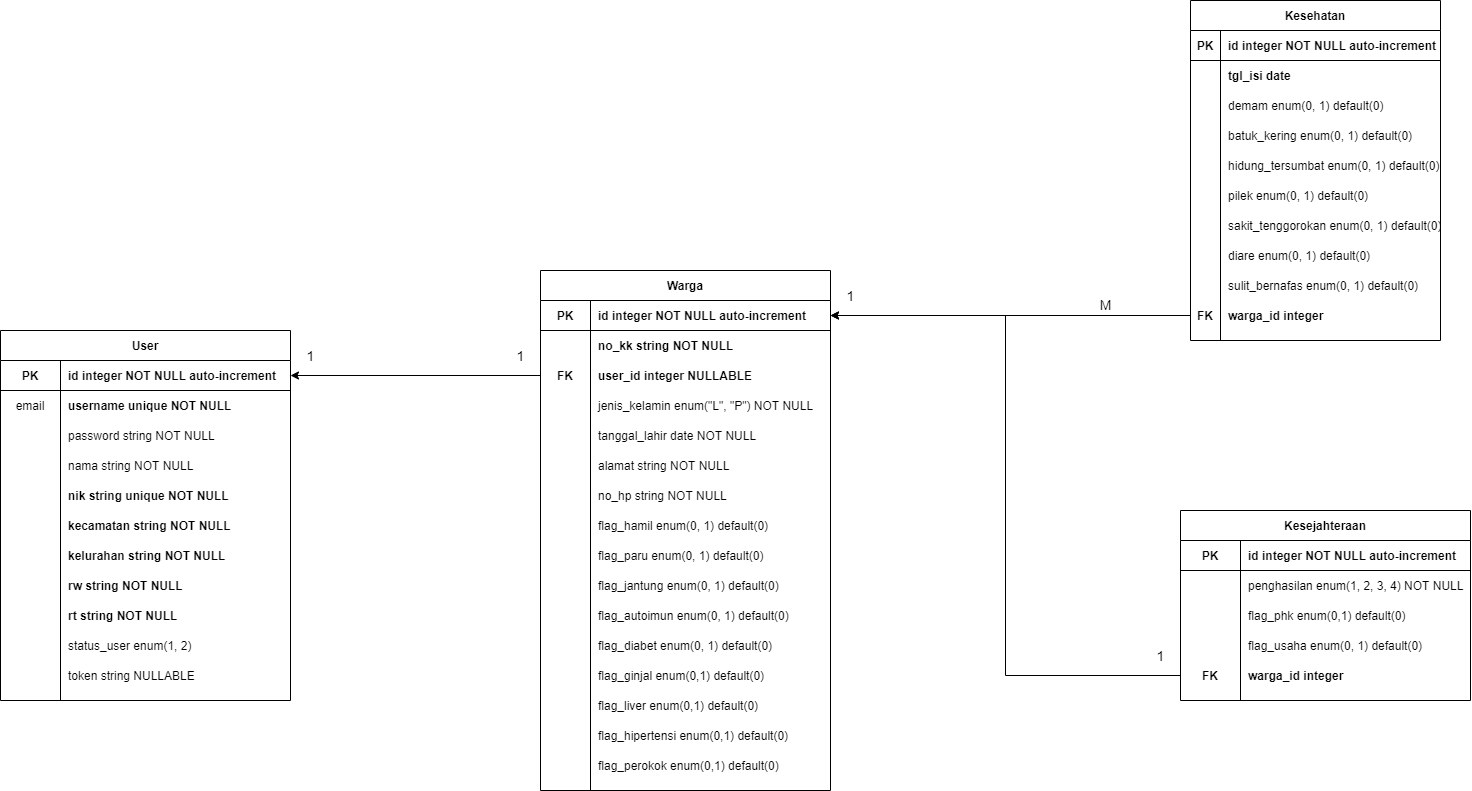 Kesehatan
PK id integer NOT NULL auto-increment
tgl_isi date
demam enum(0, 1) default(0)
batuk_kering enum(0, 1) default(0)
hidung_tersumbat enum(0, 1) default(0)
pilek enum(0, 1) default(0)
sakit_tenggorokan enum(0, 1) default(0)
diare enum(0, 1) default(0)
sulit_bernafas enum(0, 1) default(0)
FK warga_id integer
1
M
Warga
PK id integer NOT NULL auto-increment
no_kk string NOT NULL
FK user_id integer NULLABLE
jenis_kelamin enum("L", "P") NOT NULL
tanggal_lahir date NOT NULL
alamat string NOT NULL
no_hp string NOT NULL
flag_hamil enum(0, 1) default(0)
flag_paru enum(0, 1) default(0)
flag_jantung enum(0, 1) default(0)
flag_autoimun enum(0, 1) default(0)
flag_diabet enum(0, 1) default(0)
flag_ginjal enum(0,1) default(0)
flag_liver enum(0,1) default(0)
flag_hipertensi enum(0,1) default(0)
flag_perokok enum(0,1) default(0)
1
1
User
PK id integer NOT NULL auto-increment
email username unique NOT NULL
password string NOT NULL
nama string NOT NULL
nik string unique NOT NULL
kecamatan string NOT NULL
kelurahan string NOT NULL
rw string NOT NULL
rt string NOT NULL
status_user enum(1, 2)
token string NULLABLE
1
Kesejahteraan
PK id integer NOT NULL auto-increment
penghasilan enum(1, 2, 3, 4) NOT NULL
flag_phk enum(0,1) default(0)
flag_usaha enum(0, 1) default(0)
FK warga_id integer